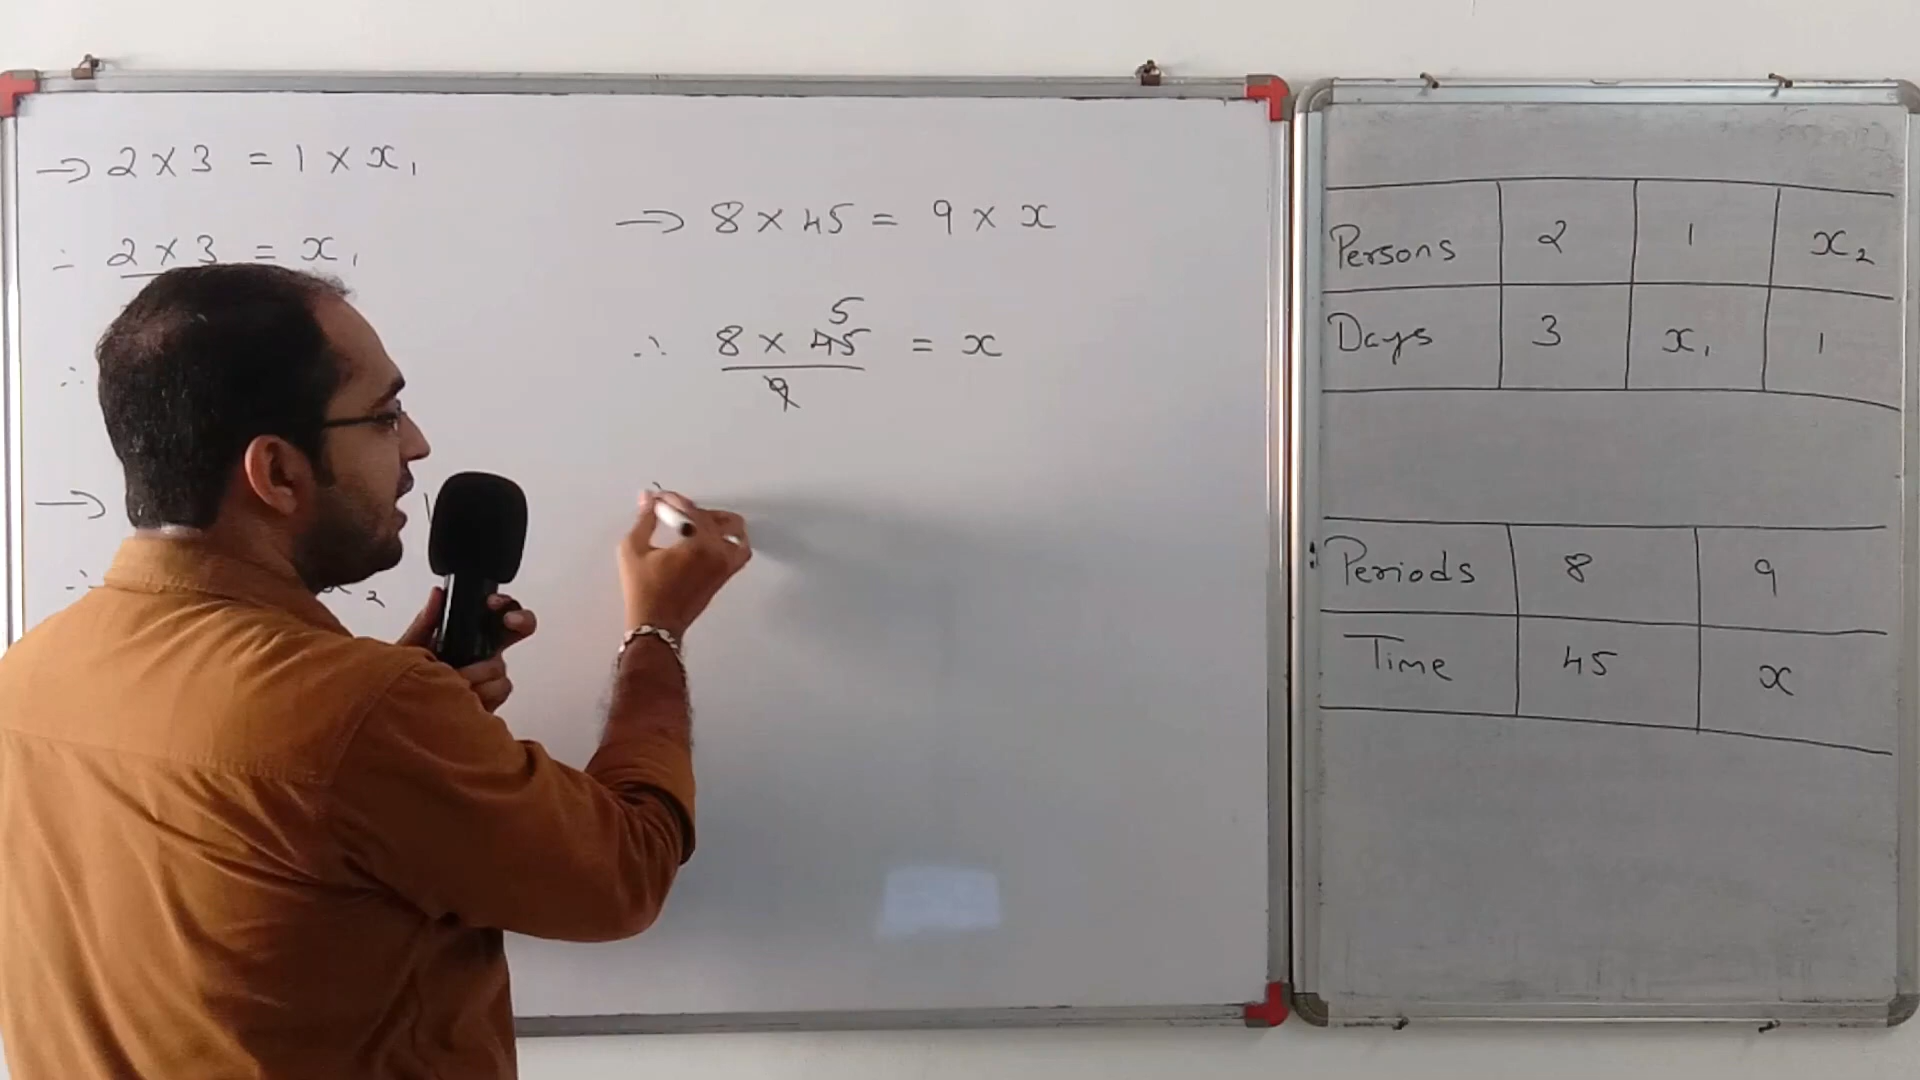 → 2 × 3 = 1 × x₁
∴ 2 × 3 = x₁
∴
→
∴ x₂
→ 8 × 45 = 9 × x
5
∴ 8 × 45 = x
9
Persons 2 1 x₂
Days 3 x₁ 1
Periods 8 9
Time 45 x